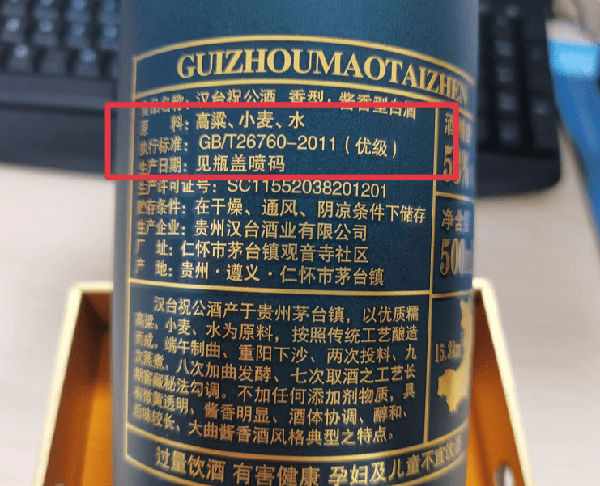 GUIZHOUMAOTAIZHEN
品名称：汉台祝公酒 香型：酱香型白酒
原 料：高粱、小麦、水
执行标准：GB/T26760-2011（优级）
生产日期：见瓶盖喷码
生产许可证号：SC11552038201201
贮存条件：在干燥、通风、阴凉条件下储存
生产企业：贵州汉台酒业有限公司
厂 址：仁怀市茅台镇观音寺社区
产 地：贵州·遵义·仁怀市茅台镇
酒
53%
净含
500m
汉台祝公酒产于贵州茅台镇，以优质糯
高粱、小麦、水为原料，按照传统工艺酿造
而成，端午制曲、重阳下沙、两次投料、九
次蒸煮，八次加曲发酵、七次取酒之工艺长
期窖藏秘法勾调。不加任何添加剂物质，具
有微黄透明、酱香明显、酒体协调、醇和、
后味较长，大曲酱香酒风格典型之特点。
过量饮酒 有害健康 孕妇及儿童不宜饮